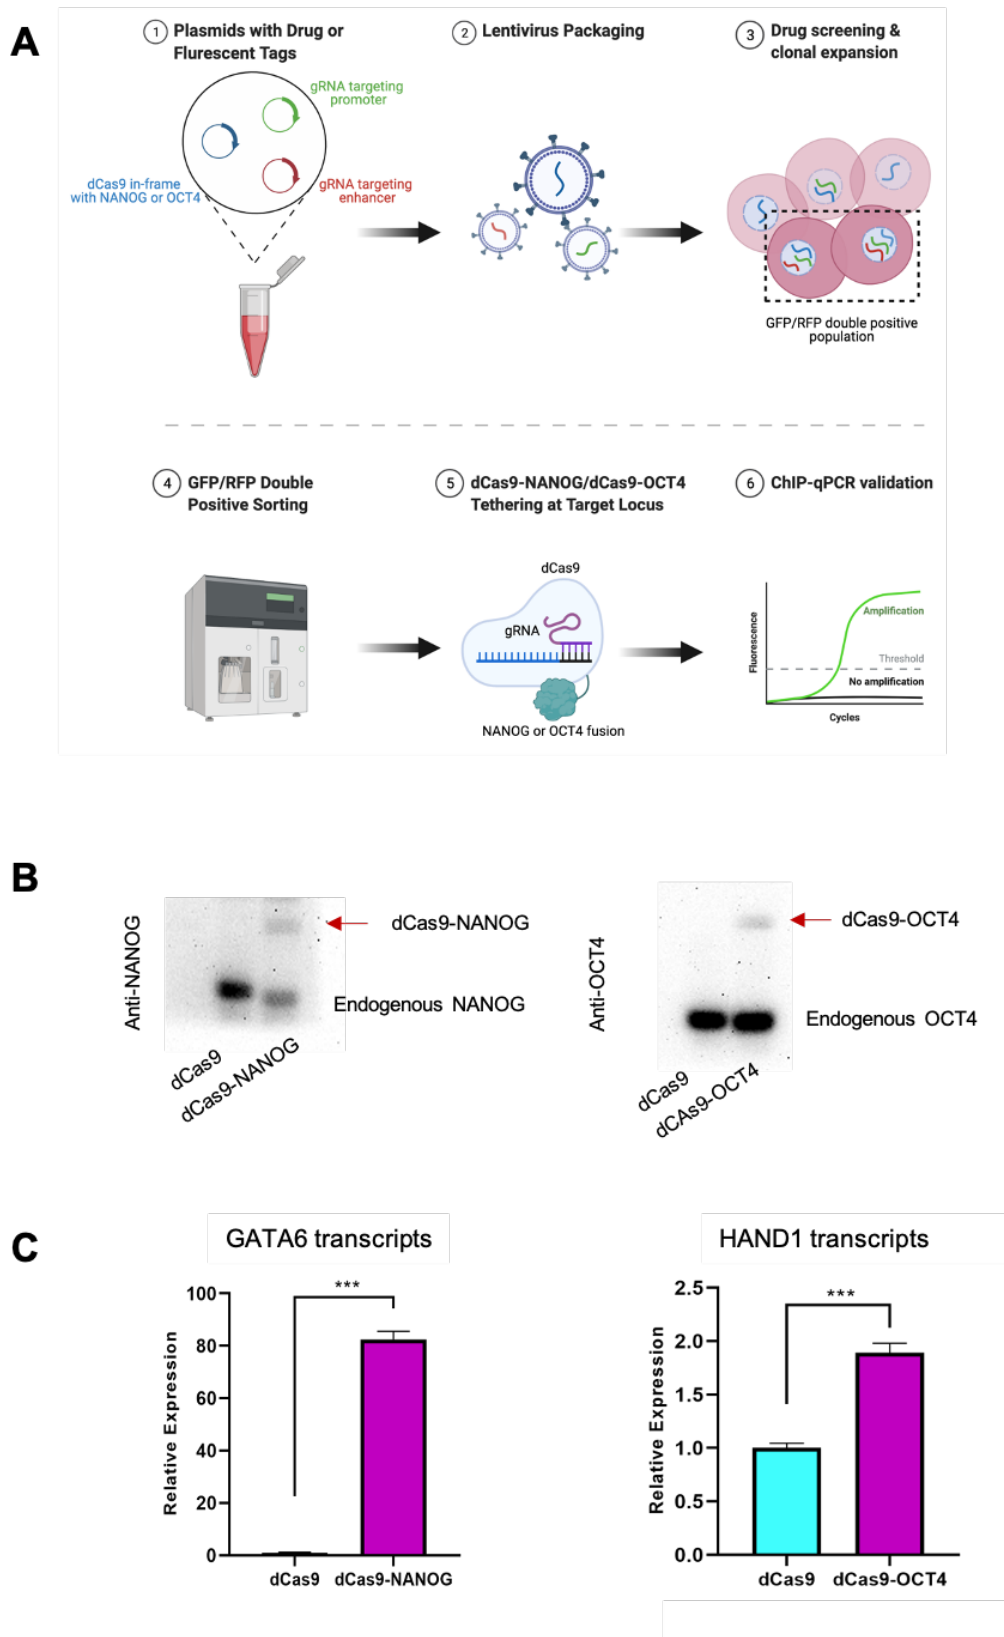 A
1 Plasmids with Drug or
Flurescent Tags
2 Lentivirus Packaging
3 Drug screening &
clonal expansion
gRNA targeting
promoter
dCas9 in-frame
with NANOG or OCT4
gRNA targeting
enhancer
GFP/RFP double positive
population
4 GFP/RFP Double
Positive Sorting
5 dCas9-NANOG/dCas9-OCT4
Tethering at Target Locus
6 ChIP-qPCR validation
dCas9
gRNA
NANOG or OCT4 fusion
Fluorescence
Amplification
Threshold
No amplification
Cycles
B
Anti-NANOG
dCas9-NANOG
Endogenous NANOG
dCas9
dCas9-NANOG
Anti-OCT4
dCas9-OCT4
Endogenous OCT4
dCas9
dCAs9-OCT4
C
GATA6 transcripts
***
Relative Expression
100
80
60
40
20
0
dCas9 dCas9-NANOG
HAND1 transcripts
***
Relative Expression
2.5
2.0
1.5
1.0
0.5
0.0
dCas9 dCas9-OCT4